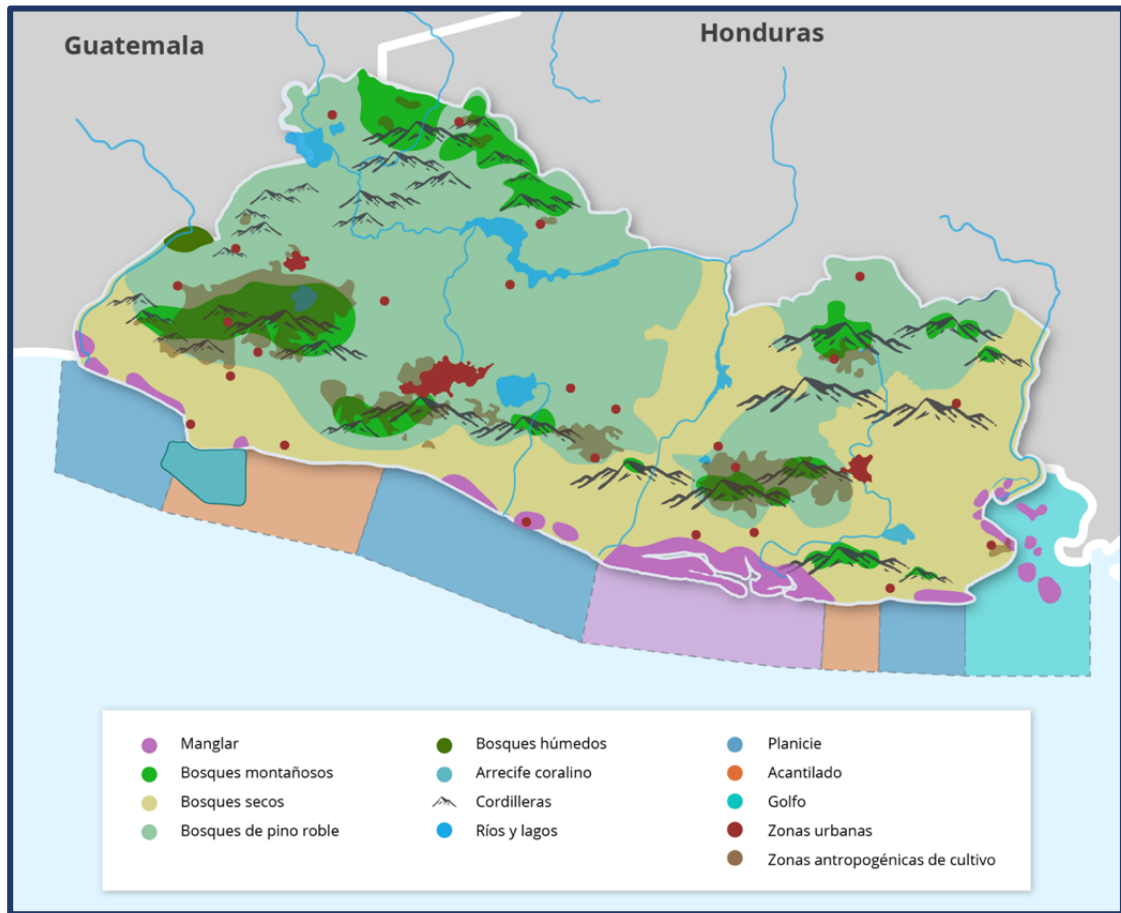 Guatemala
Honduras
Manglar
Bosques montañosos
Bosques secos
Bosques de pino roble
Bosques húmedos
Arrecife coralino
Cordilleras
Ríos y lagos
Planicie
Acantilado
Golfo
Zonas urbanas
Zonas antropogénicas de cultivo